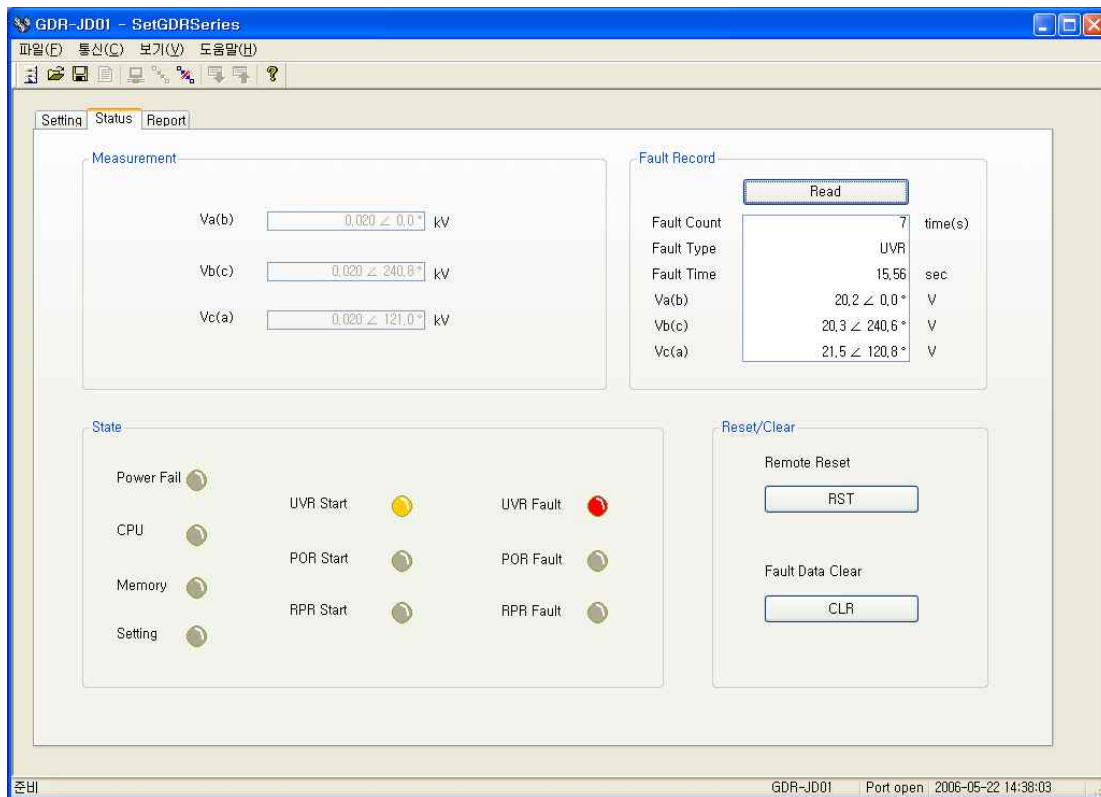 GDR-JD01 - SetGDRSeries
파일(F) 통신(C) 보기(V) 도움말(H)
Setting Status Report
Measurement
Va(b) 0,020 ∠ 0,0 ° kV
Vb(c) 0,020 ∠ 240,8 ° kV
Vc(a) 0,020 ∠ 121,0 ° kV
Fault Record
Read
Fault Count 7 time(s)
Fault Type UVR
Fault Time 15,56 sec
Va(b) 20,2 ∠ 0,0 ° V
Vb(c) 20,3 ∠ 240,6 ° V
Vc(a) 21,5 ∠ 120,8 ° V
State
Power Fail
CPU
Memory
Setting
UVR Start
POR Start
RPR Start
UVR Fault
POR Fault
RPR Fault
Reset/Clear
Remote Reset
RST
Fault Data Clear
CLR
준비 GDR-JD01 Port open 2006-05-22 14:38:03